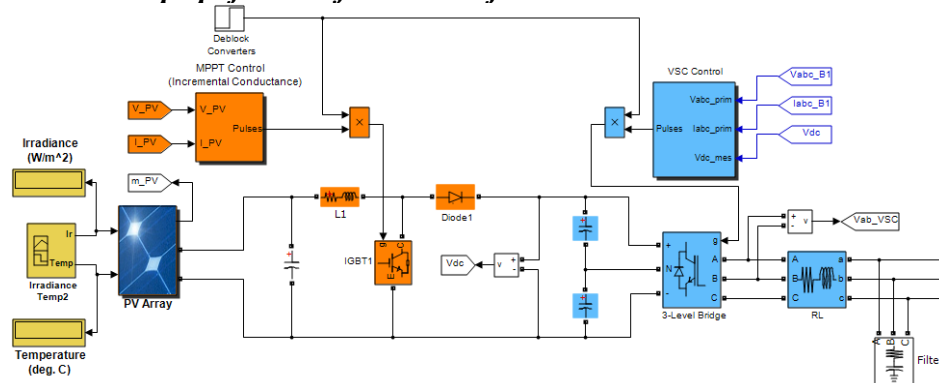 Deblock
Converters
MPPT Control
(Incremental Conductance)
V_PV
V_PV
Pulses
I_PV
I_PV
×
×
VSC Control
Vabc_prim
Iabc_prim
Pulses
Vdc_mes
Vabc_B1
Iabc_B1
Vdc
Irradiance
(W/m^2)
m_PV
Ir
Temp
Irradiance
Temp2
PV Array
Temperature
(deg. C)
+
L1
g
C
E
IGBT1
Diode1
Vdc
v
+
-
+
+
+
N
-
g
A
B
C
3-Level Bridge
+
-
v
Vab_VSC
A
B
C
a
b
c
RL
A
B
C
Filte